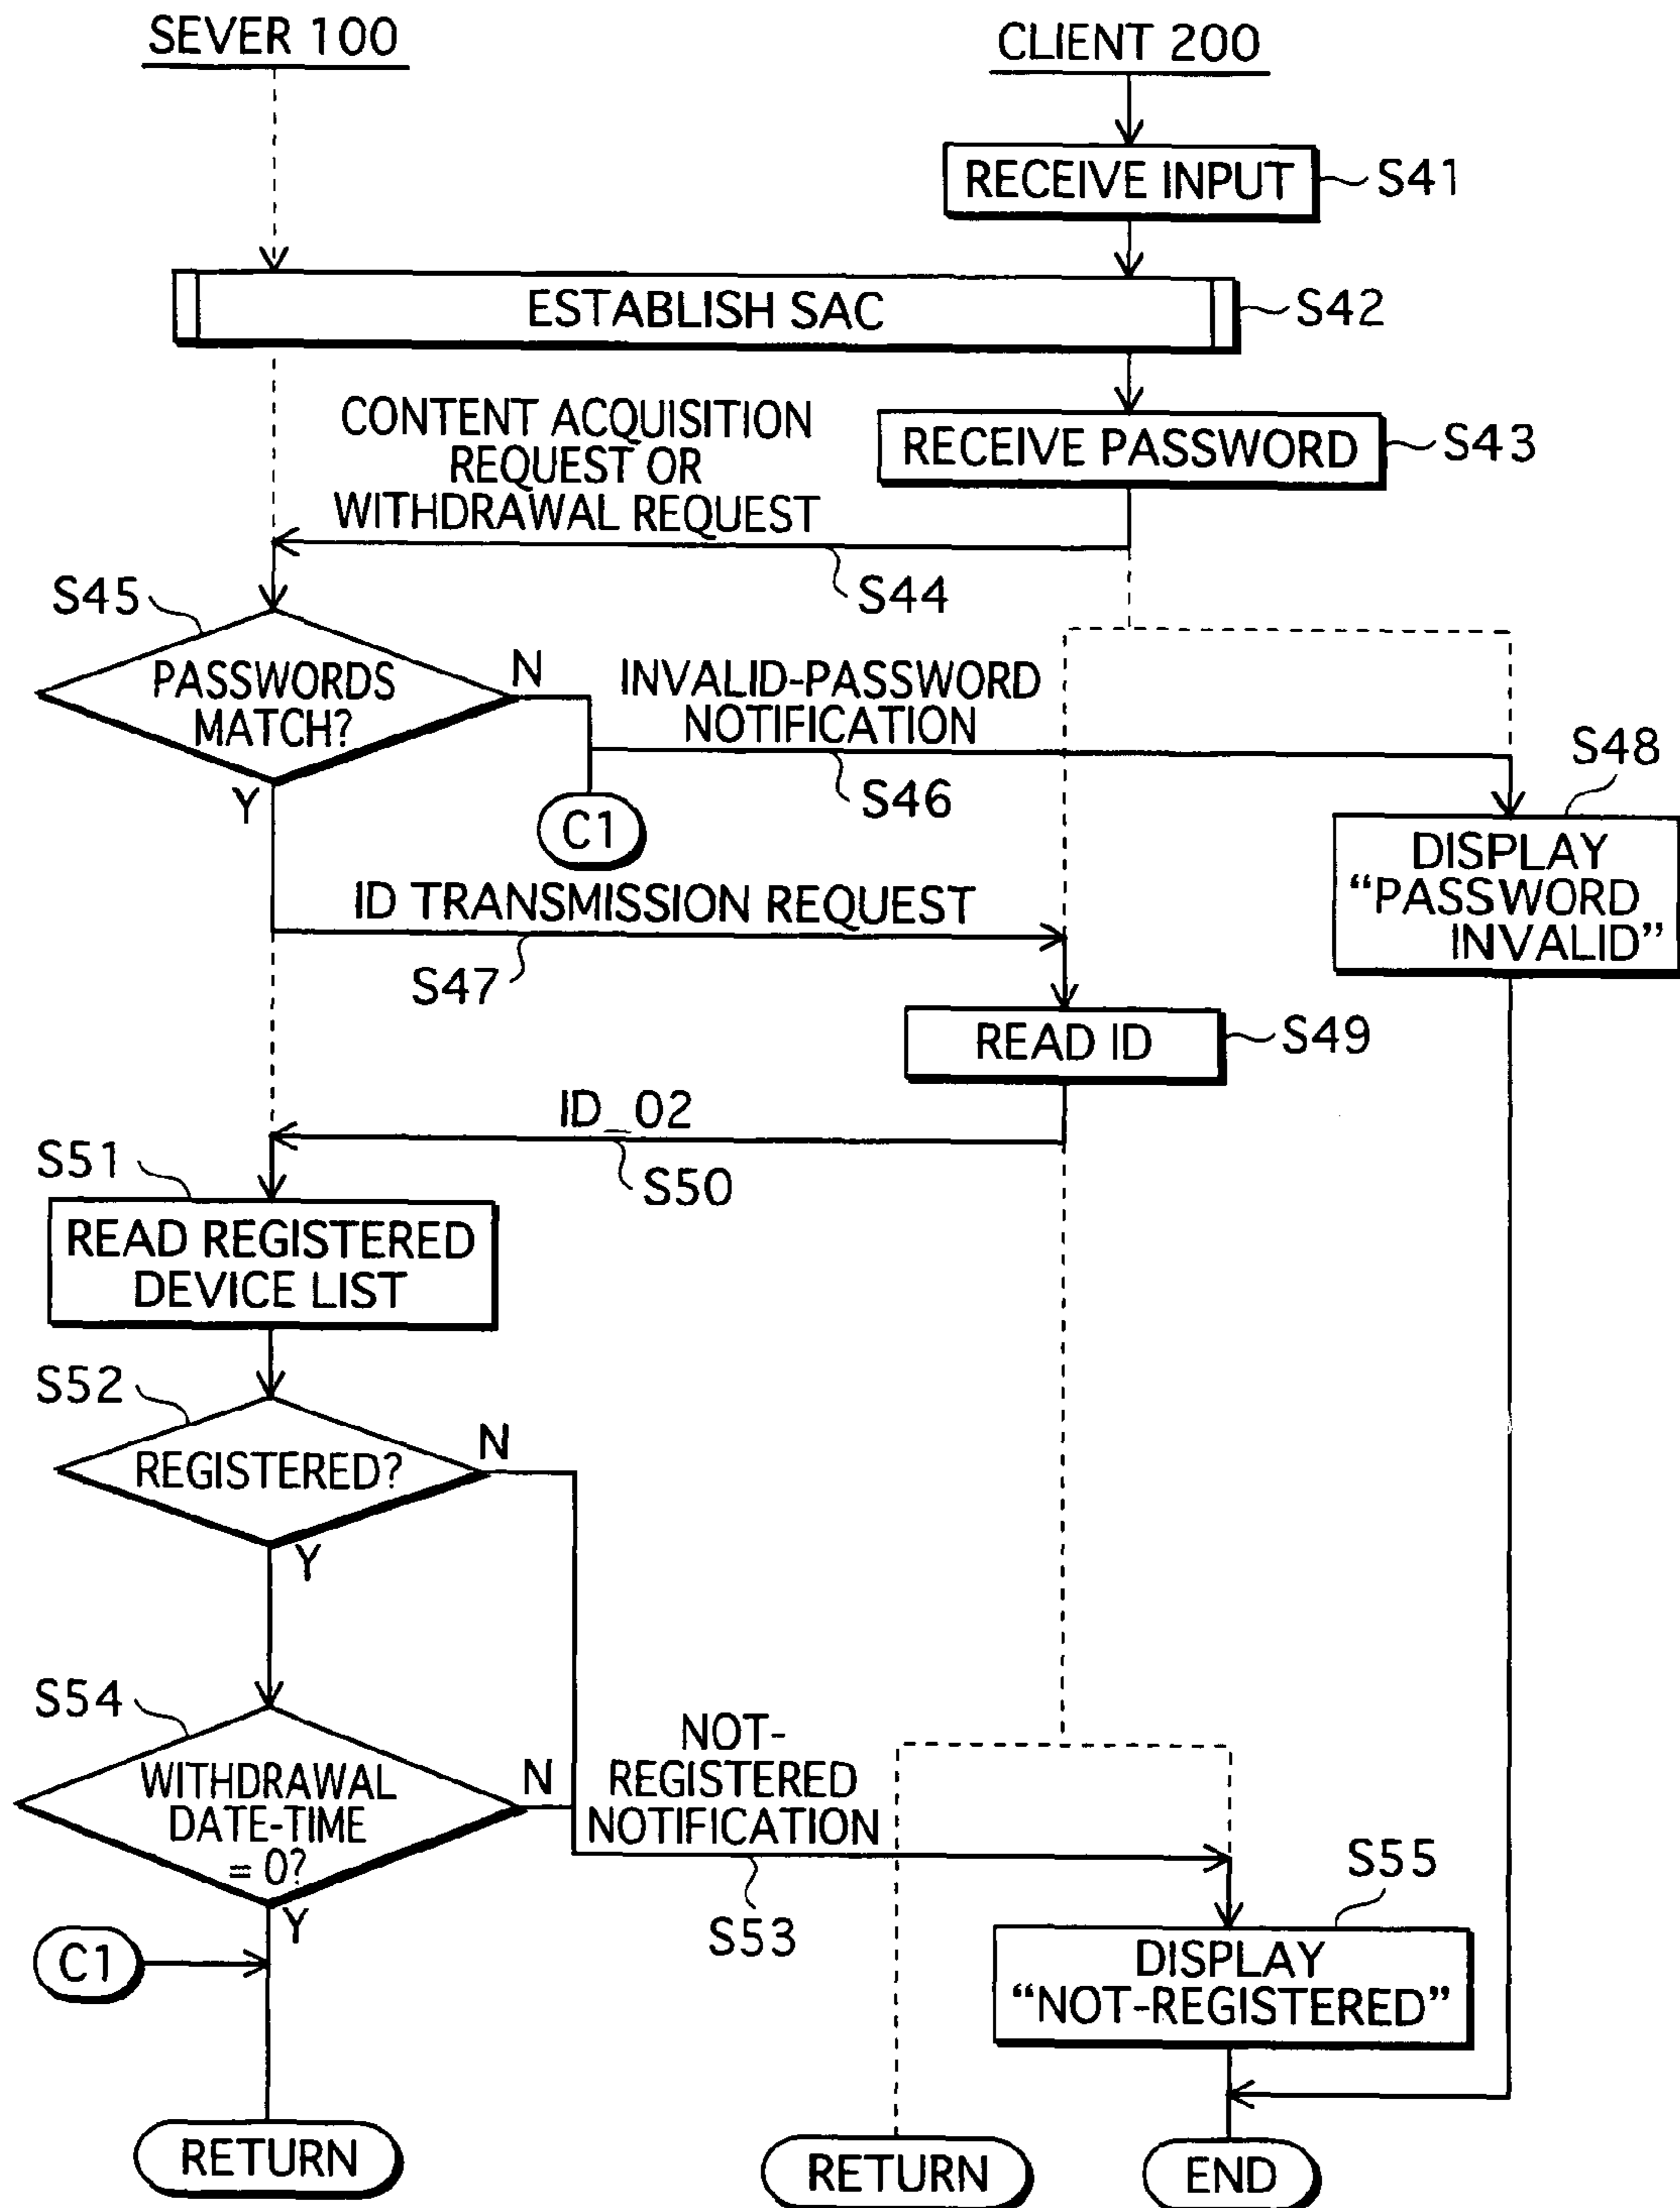 SEVER 100
CLIENT 200
RECEIVE INPUT
S41
ESTABLISH SAC
S42
CONTENT ACQUISITION
REQUEST OR
WITHDRAWAL REQUEST
RECEIVE PASSWORD
S43
S44
S45
PASSWORDS
MATCH?
N
Y
INVALID-PASSWORD
NOTIFICATION
S46
C1
S48
DISPLAY
“PASSWORD
INVALID”
ID TRANSMISSION REQUEST
S47
READ ID
S49
ID_02
S50
S51
READ REGISTERED
DEVICE LIST
S52
REGISTERED?
N
Y
S54
WITHDRAWAL
DATE-TIME
= 0?
N
Y
NOT-
REGISTERED
NOTIFICATION
S53
S55
DISPLAY
“NOT-REGISTERED”
C1
RETURN
RETURN
END